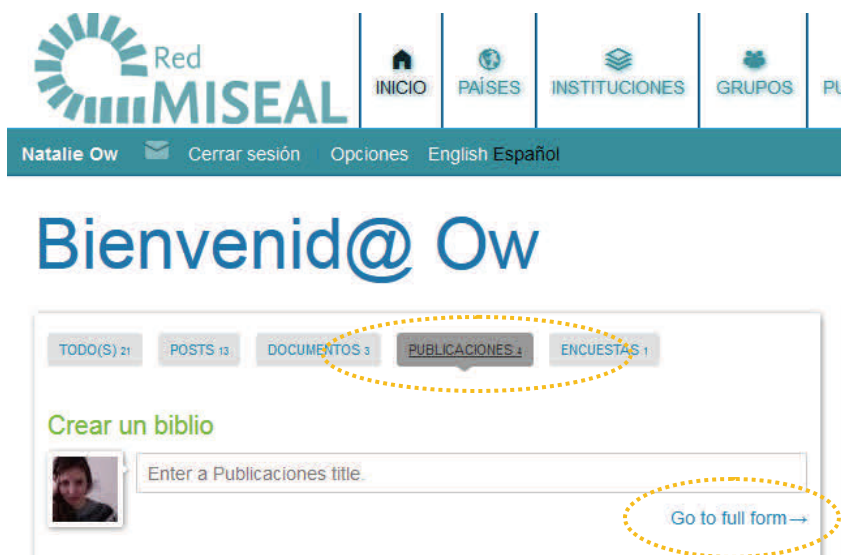 Red
MISEAL
INICIO PAÍSES INSTITUCIONES GRUPOS PU
Natalie Ow Cerrar sesión Opciones English Español
Bienvenid@ Ow
TODO(S) 21 POSTS 13 DOCUMENTOS 3 PUBLICACIONES 4 ENCUESTAS 1
Crear un biblio
Enter a Publicaciones title.
Go to full form→